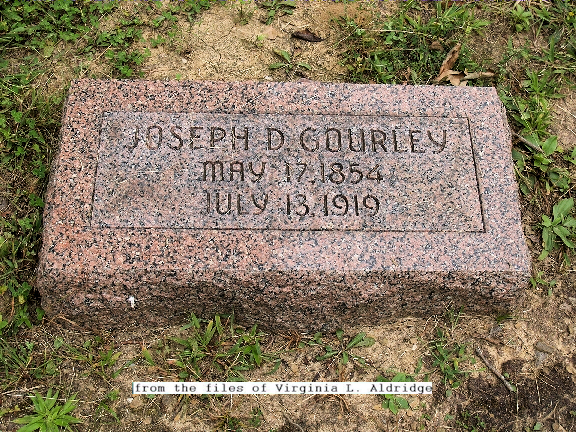 JOSEPH D. GOURLEY
MAY 17, 1854
JULY 13, 1919
from the files of Virginia L. Aldridge